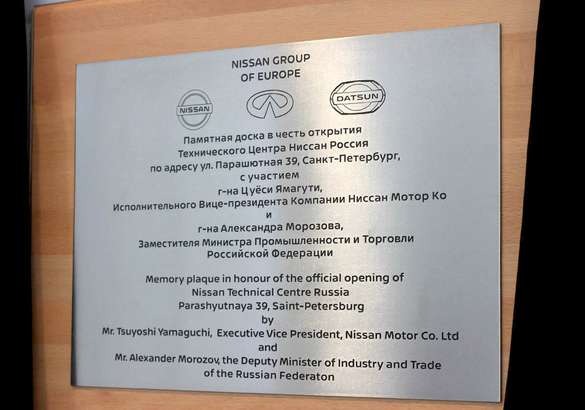 NISSAN GROUP
OF EUROPE
NISSAN
DATSUN
Памятная доска в честь открытия
Технического Центра Ниссан Россия
по адресу ул. Парашютная 39, Санкт-Петербург,
с участием
г-на Цуёси Ямагути,
Исполнительного Вице-президента Компании Ниссан Мотор Ко
и
г-на Александра Морозова,
Заместителя Министра Промышленности и Торговли
Российской Федерации
Memory plaque in honour of the official opening of
Nissan Technical Centre Russia
Parashyutnaya 39, Saint-Petersburg
by
Mr. Tsuyoshi Yamaguchi, Executive Vice President, Nissan Motor Co. Ltd
and
Mr. Alexander Morozov, the Deputy Minister of Industry and Trade
of the Russian Federaton